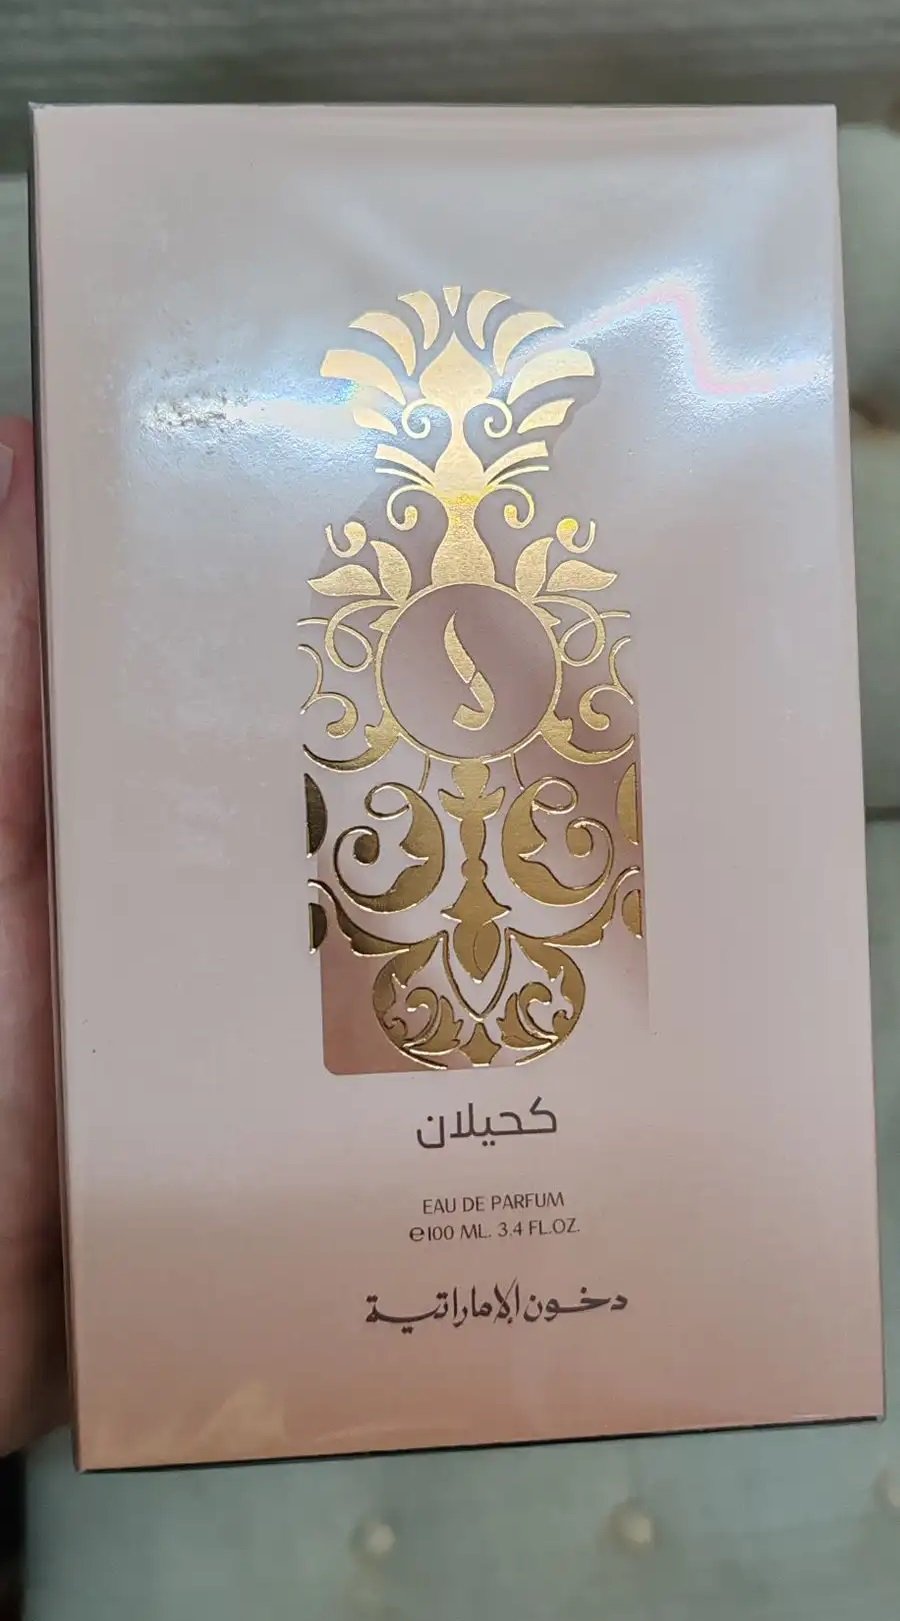 كحيلان
EAU DE PARFUM
℮100 ML. 3.4 FL.OZ.
دخون الإماراتية